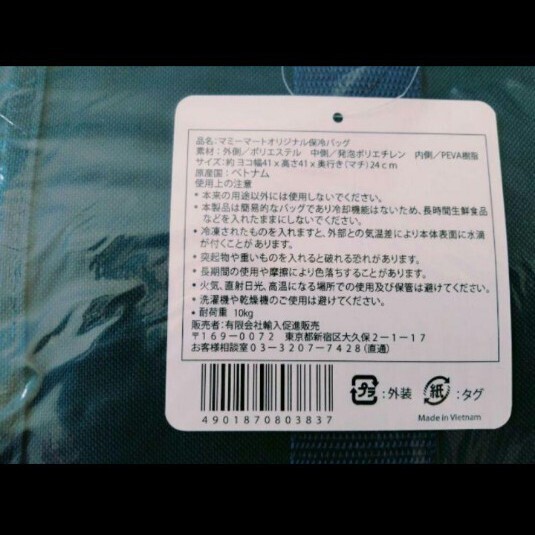 品名：マミーマートオリジナル保冷バッグ
素材：外側／ポリエステル　中側／発泡ポリエチレン　内側／PEVA樹脂
サイズ：約 ヨコ幅41×高さ41×奥行き（マチ）24cm
原産国：ベトナム
使用上の注意
・本来の用途以外には使用しないでください。
・本製品は簡易的なバッグであり冷却機能はないため、長時間生鮮食品
などを入れたままにしないでください。
・冷凍されたものを入れますと、外部との気温差により本体表面に水滴
が付くことがあります。
・突起物や重いものを入れると破れる恐れがあります。
・長期間の使用や摩擦により色落ちすることがあります。
・火気、直射日光、高温になる場所での使用及び保管は避けてください。
・洗濯機や乾燥機のご使用は避けてください。
・耐荷重 10kg
販売者：有限会社輸入促進販売
〒169-0072　東京都新宿区大久保2-1-17
お客様相談室03-3207-7428（直通）
4901870803837
プラ：外装
紙：タグ
Made in Vietnam